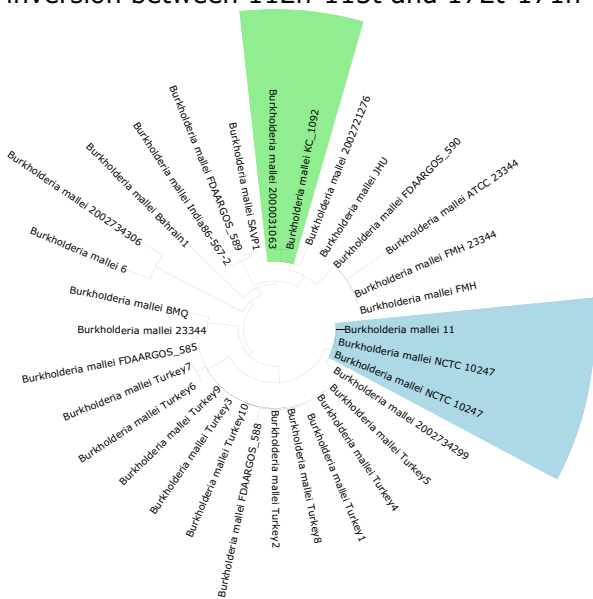 inversion between 112h-113t and 172t-171h
Burkholderia mallei 2000031063
Burkholderia mallei KC_1092
Burkholderia mallei 2002721276
Burkholderia mallei JHU
Burkholderia mallei FDAARGOS_590
Burkholderia mallei ATCC 23344
Burkholderia mallei FMH 23344
Burkholderia mallei FMH
Burkholderia mallei 11
Burkholderia mallei NCTC 10247
Burkholderia mallei NCTC 10247
Burkholderia mallei 2002734299
Burkholderia mallei Turkey5
Burkholderia mallei Turkey4
Burkholderia mallei Turkey1
Burkholderia mallei Turkey8
Burkholderia mallei Turkey2
Burkholderia mallei FDAARGOS_588
Burkholderia mallei Turkey10
Burkholderia mallei Turkey3
Burkholderia mallei Turkey9
Burkholderia mallei Turkey6
Burkholderia mallei Turkey7
Burkholderia mallei FDAARGOS_585
Burkholderia mallei 23344
Burkholderia mallei BMQ
Burkholderia mallei 6
Burkholderia mallei 2002734306
Burkholderia mallei Bahrain1
Burkholderia mallei India86-567-2
Burkholderia mallei FDAARGOS_589
Burkholderia mallei SAVP1